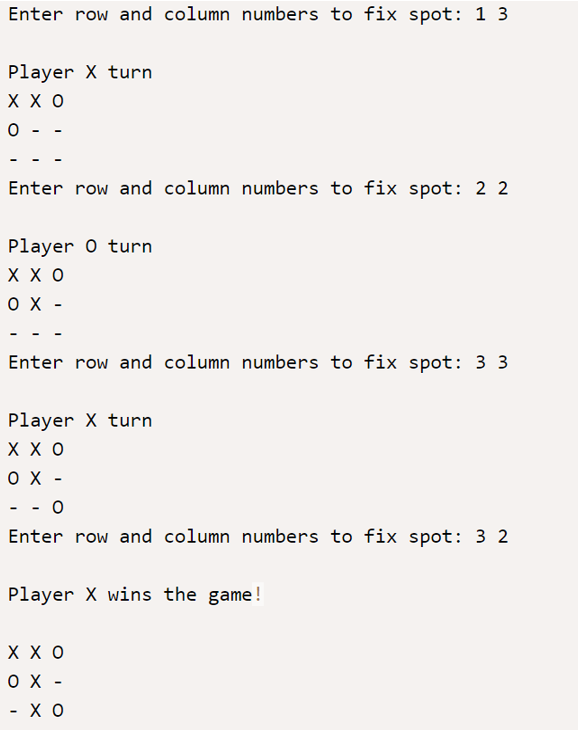 Enter row and column numbers to fix spot: 1 3
Player X turn
X X O
O - -
- - -
Enter row and column numbers to fix spot: 2 2
Player O turn
X X O
O X -
- - -
Enter row and column numbers to fix spot: 3 3
Player X turn
X X O
O X -
- - O
Enter row and column numbers to fix spot: 3 2
Player X wins the game!
X X O
O X -
- X O